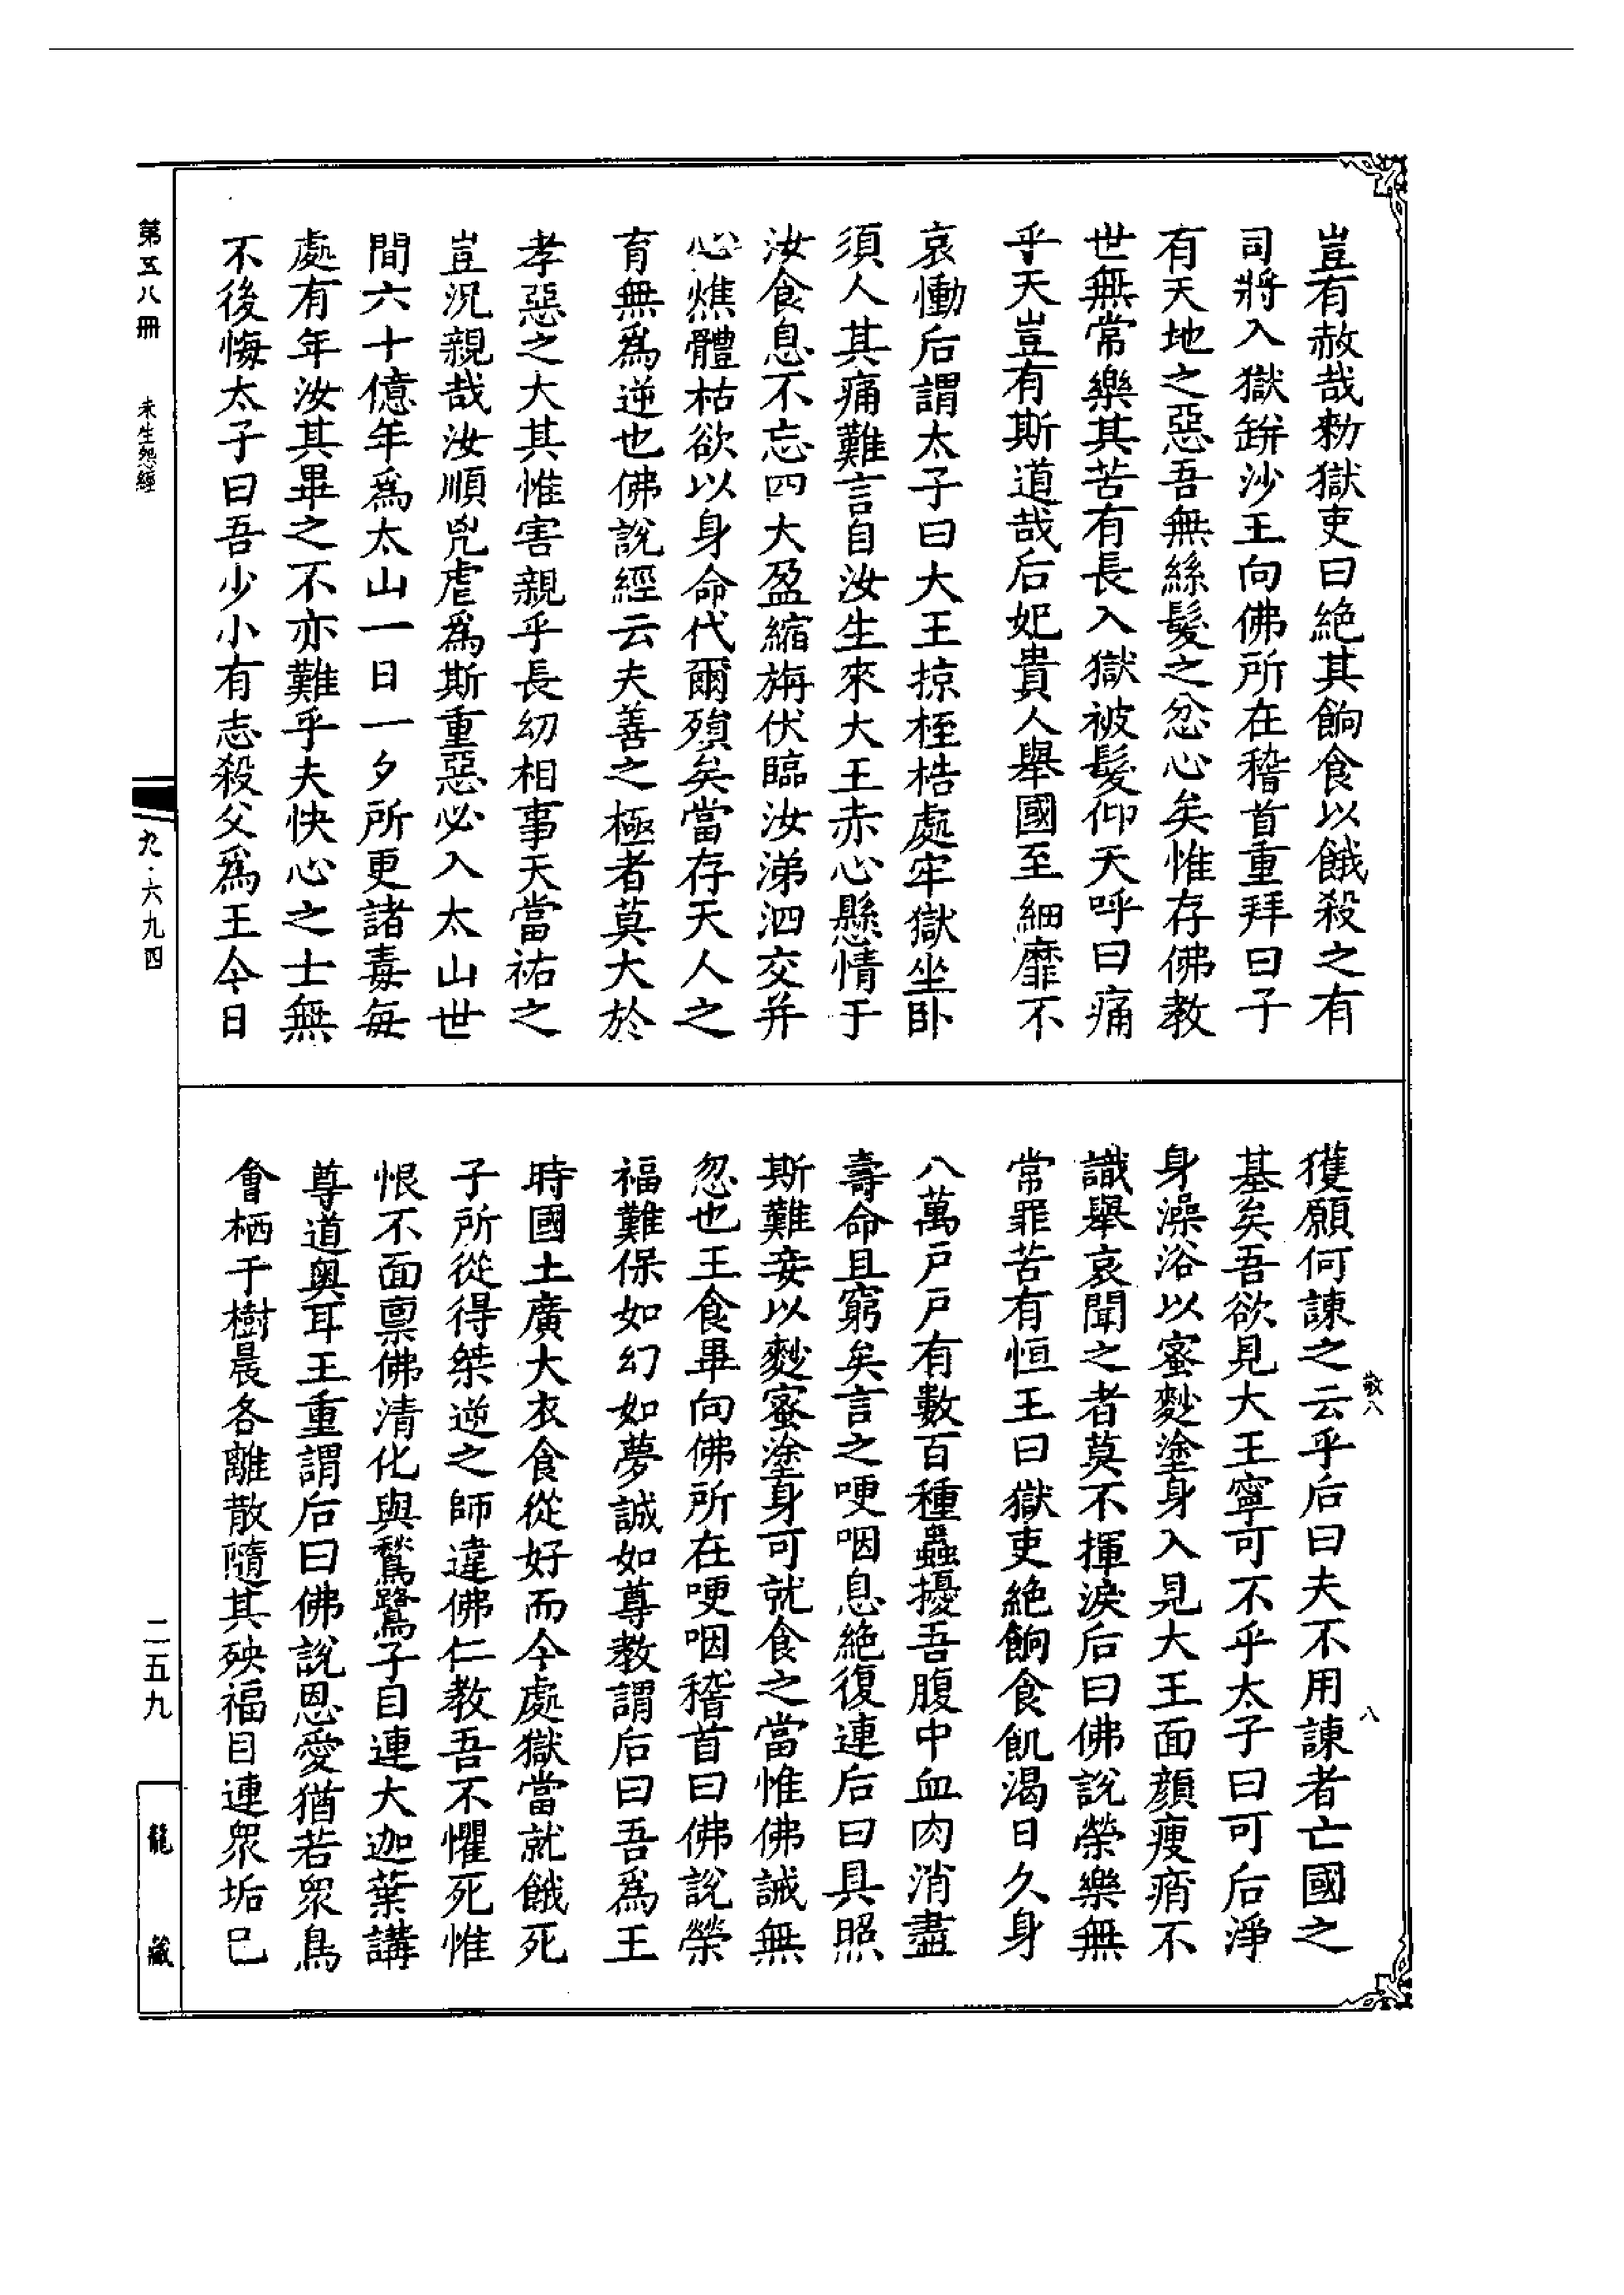 豈有赦哉勑獄吏曰絶其餉食以餓殺之有
司將入獄鉼沙王向佛所在稽首重拜曰子
有天地之惡吾無絲髮之忿心矣惟存佛教
世無常樂其苦有長入獄被髮仰天呼曰痛
乎天豈有斯道哉后妃貴人舉國至細靡不
哀慟后謂太子曰大王掠桎梏處牢獄坐卧
須人其痛難言自汝生來大王赤心懸情于
汝食息不忘四大盈縮旃伏臨汝涕泗交并
心燋體枯欲以身命代爾殞矣當存天人之
育無為逆也佛說經云夫善之極者莫大於
孝惡之大其惟害親乎長幼相事天當祐之
豈況親哉汝順兇虐為斯重惡必入太山世
間六十億年為太山一日一夕所更諸毒每
處有年汝其畢之不亦難乎夫快心之士無
不後悔太子曰吾少小有志殺父為王今日
獲願何諫之云乎后曰夫不用諫者亡國之
基矣吾欲見大王寧可不乎太子曰可后淨
身澡浴以蜜麨塗身入見大王面顏瘦痟不
識舉哀聞之者莫不揮淚后曰佛說榮樂無
常罪苦有恒王曰獄吏絶餉食飢渴日久身
八萬戶戶有數百種蟲擾吾腹中血肉消盡
壽命且窮矣言之哽咽息絶復連后曰具照
斯難妾以麨蜜塗身可就食之當惟佛誡無
忽也王食畢向佛所在哽咽稽首曰佛說榮
福難保如幻如夢誠如尊教謂后曰吾為王
時國土廣大衣食從好而今處獄當就餓死
子所從得桀逆之師違佛仁教吾不懼死惟
恨不面禀佛清化與鶖鷺子目連大迦葉講
尊道奧耳王重謂后曰佛說恩愛猶若衆鳥
會栖于樹晨各離散隨其殃福目連衆垢已
敬八
八
第五八冊
未生怨經
九·六九四
二五九
龍藏